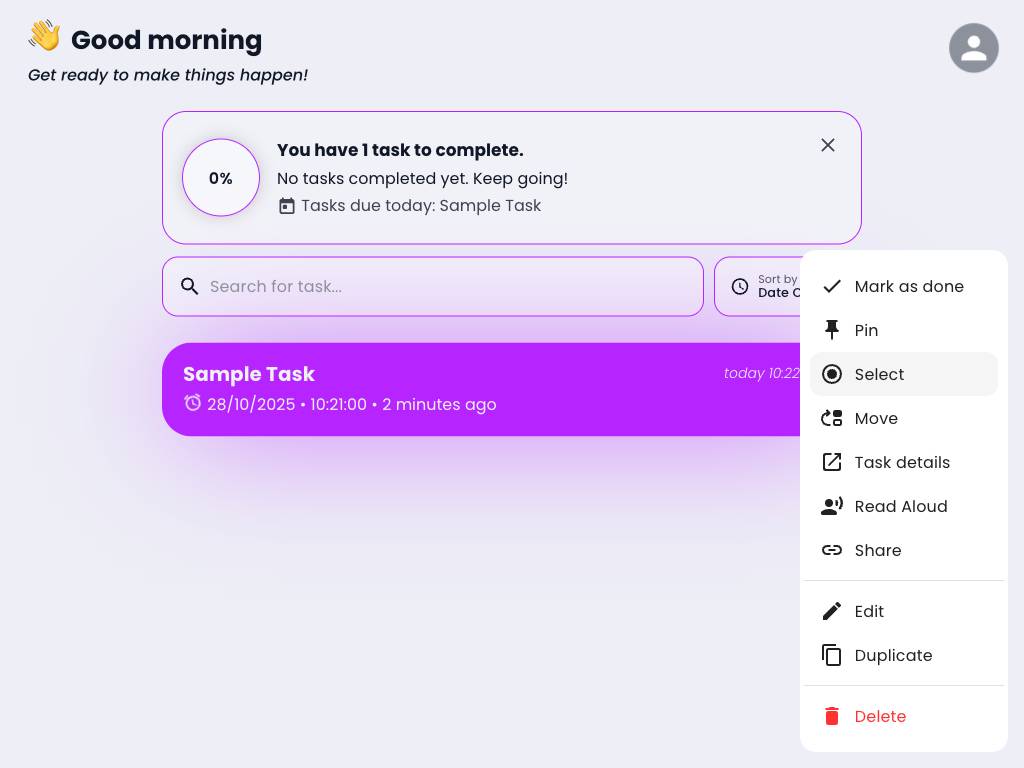 👋 Good morning
Get ready to make things happen!
0%
You have 1 task to complete.
No tasks completed yet. Keep going!
Tasks due today: Sample Task
Search for task...
Sort by
Date
Sample Task
today 10:22
28/10/2025 • 10:21:00 • 2 minutes ago
Mark as done
Pin
Select
Move
Task details
Read Aloud
Share
Edit
Duplicate
Delete